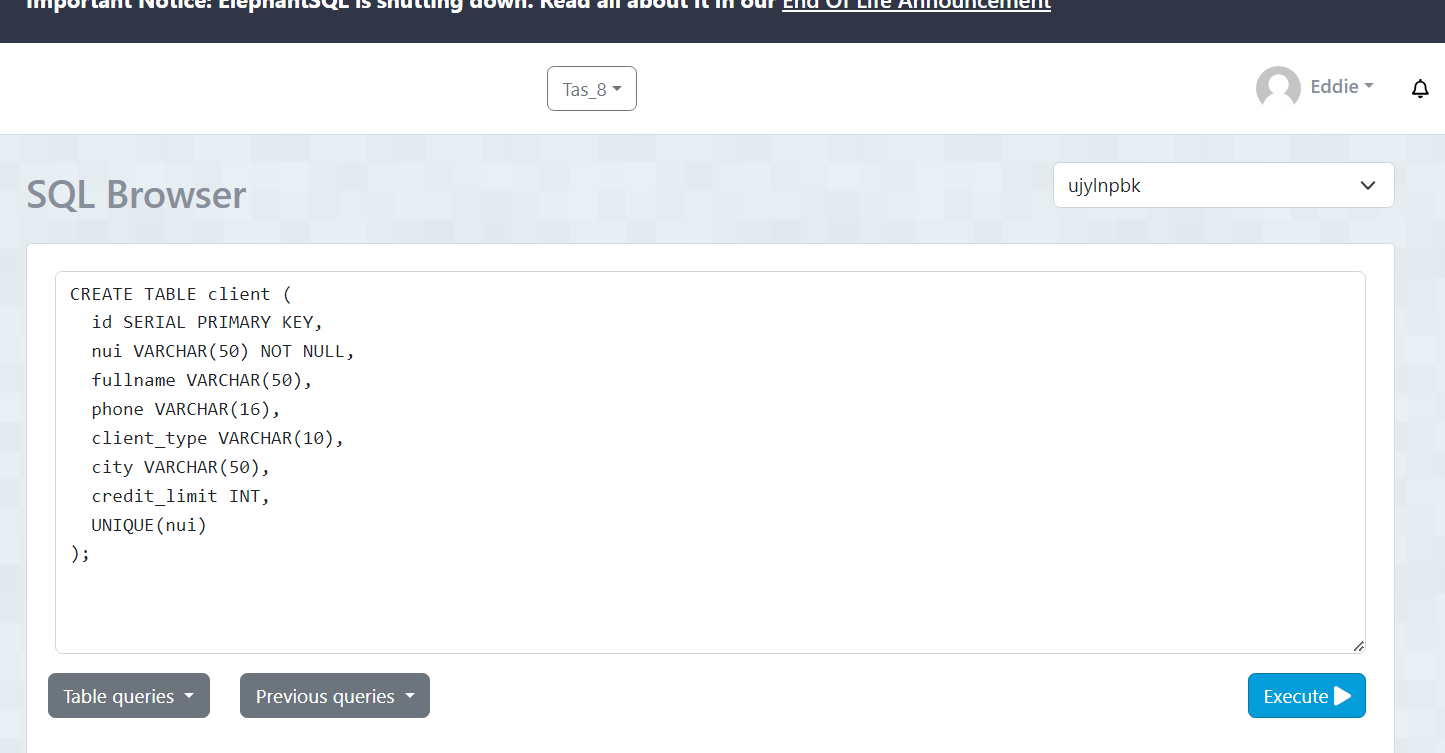 Important Notice: ElephantSQL is shutting down. Read all about it in our End Of Life Announcement
Tas_8
Eddie
SQL Browser
ujylnpbk
CREATE TABLE client (
  id SERIAL PRIMARY KEY,
  nui VARCHAR(50) NOT NULL,
  fullname VARCHAR(50),
  phone VARCHAR(16),
  client_type VARCHAR(10),
  city VARCHAR(50),
  credit_limit INT,
  UNIQUE(nui)
);
Table queries
Previous queries
Execute